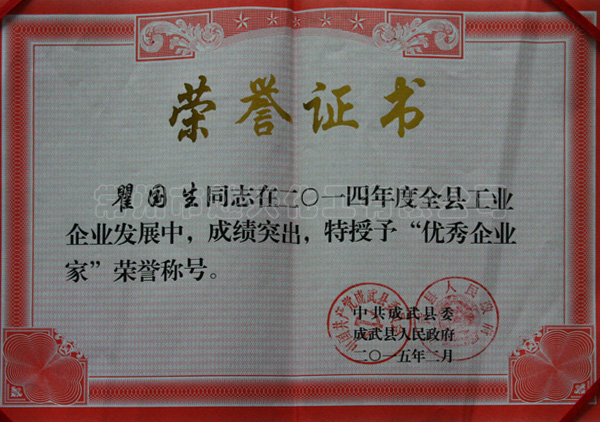 荣誉证书
瞿国生同志在二〇一四年度全县工业
企业发展中，成绩突出，特授予“优秀企业
家”荣誉称号。
中共成武县委
成武县人民政府
二〇一五年二月